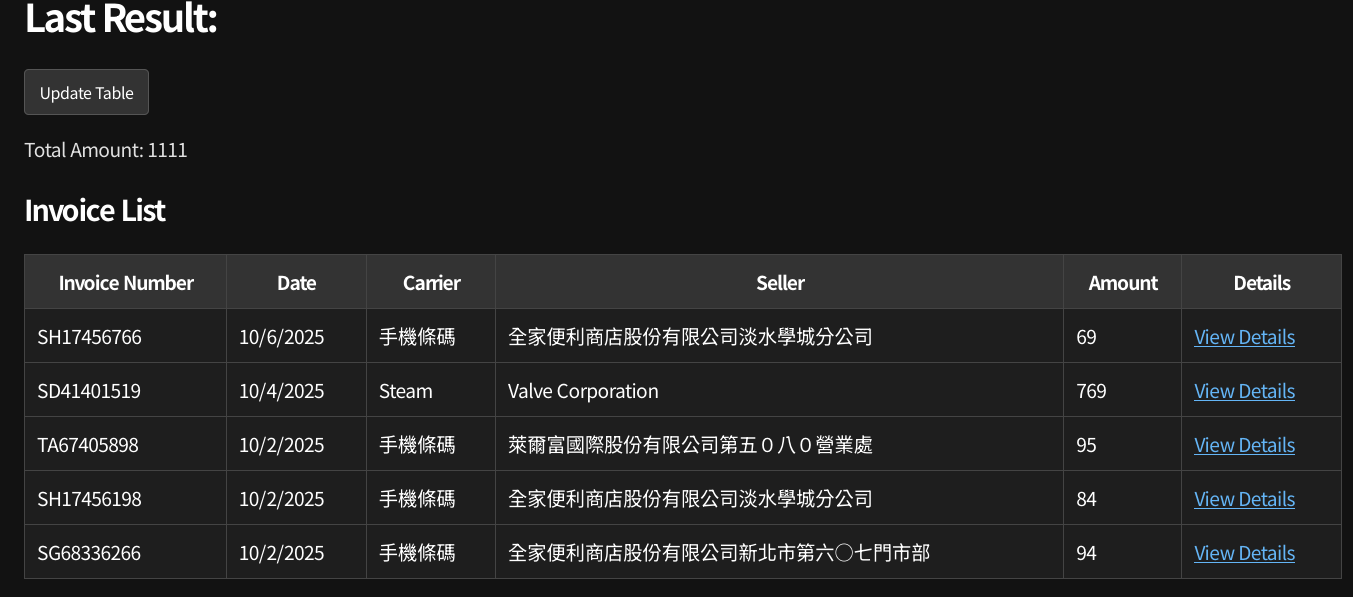 Last Result:
Update Table
Total Amount: 1111
Invoice List
Invoice Number Date Carrier Seller Amount Details
SH17456766 10/6/2025 手機條碼 全家便利商店股份有限公司淡水學城分公司 69 View Details
SD41401519 10/4/2025 Steam Valve Corporation 769 View Details
TA67405898 10/2/2025 手機條碼 萊爾富國際股份有限公司第五０八０營業處 95 View Details
SH17456198 10/2/2025 手機條碼 全家便利商店股份有限公司淡水學城分公司 84 View Details
SG68336266 10/2/2025 手機條碼 全家便利商店股份有限公司新北市第六○七門市部 94 View Details